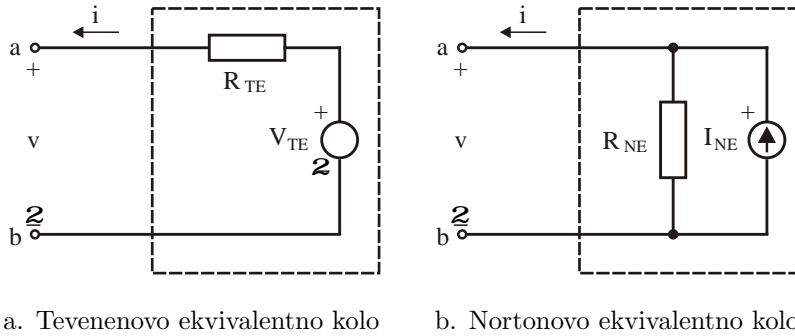 i i
a a
+ +
R TE
+ +
v V TE v R NE I NE
2
2 2
b b
a. Tevenenovo ekvivalentno kolo b. Nortonovo ekvivalentno kolo